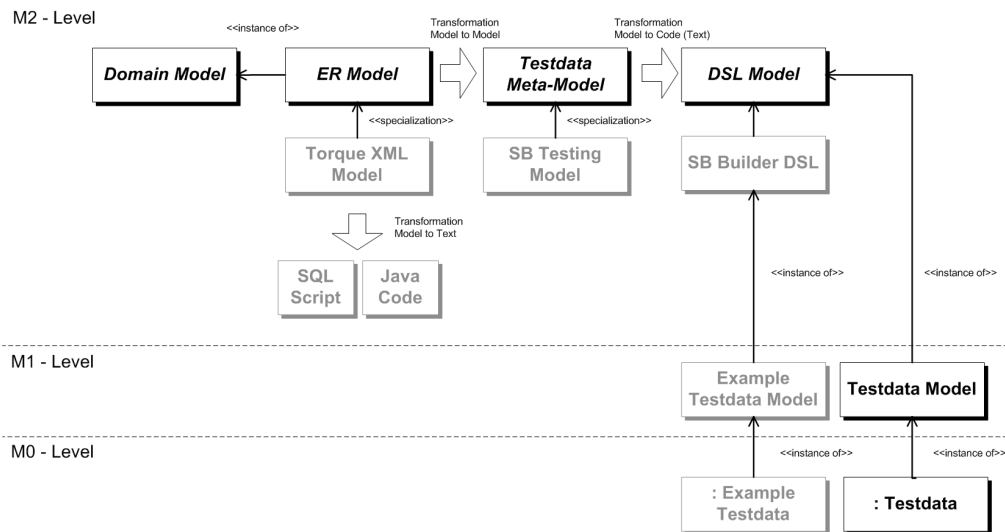 M2 - Level
<<instance of>>
Transformation
Model to Model
Transformation
Model to Code (Text)
Domain Model
ER Model
Testdata
Meta-Model
DSL Model
<<specialization>>
<<specialization>>
Torque XML
Model
SB Testing
Model
SB Builder DSL
Transformation
Model to Text
SQL
Script
Java
Code
<<instance of>>
<<instance of>>
M1 - Level
Example
Testdata Model
Testdata Model
M0 - Level
<<instance of>>
<<instance of>>
: Example
Testdata
: Testdata